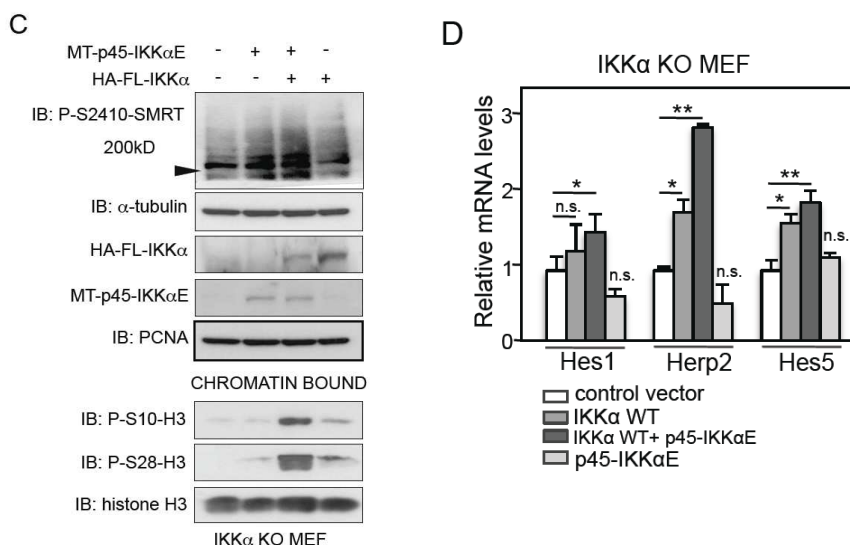 C
MT-p45-IKKαE - + + -
HA-FL-IKKα - - + +
IB: P-S2410-SMRT
200kD
IB: α-tubulin
HA-FL-IKKα
MT-p45-IKKαE
IB: PCNA
CHROMATIN BOUND
IB: P-S10-H3
IB: P-S28-H3
IB: histone H3
IKKα KO MEF
D
IKKα KO MEF
Relative mRNA levels
3
2
1
0
n.s.
*
n.s.
*
**
n.s.
*
**
n.s.
Hes1 Herp2 Hes5
control vector
IKKα WT
IKKα WT+ p45-IKKαE
p45-IKKαE